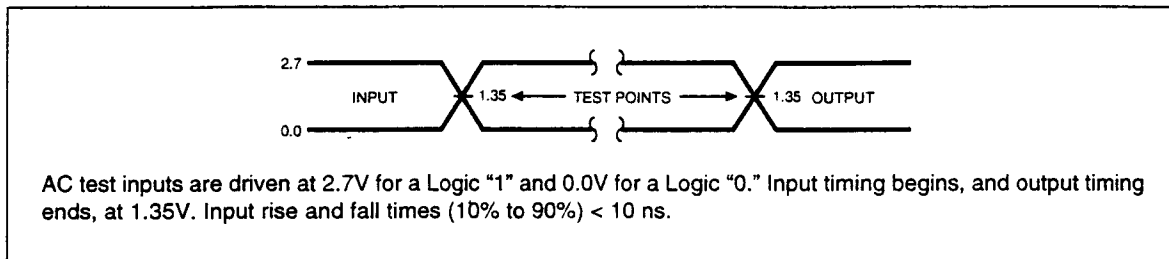 2.7
INPUT 1.35 TEST POINTS 1.35 OUTPUT
0.0
AC test inputs are driven at 2.7V for a Logic “1” and 0.0V for a Logic “0.” Input timing begins, and output timing
ends, at 1.35V. Input rise and fall times (10% to 90%) < 10 ns.